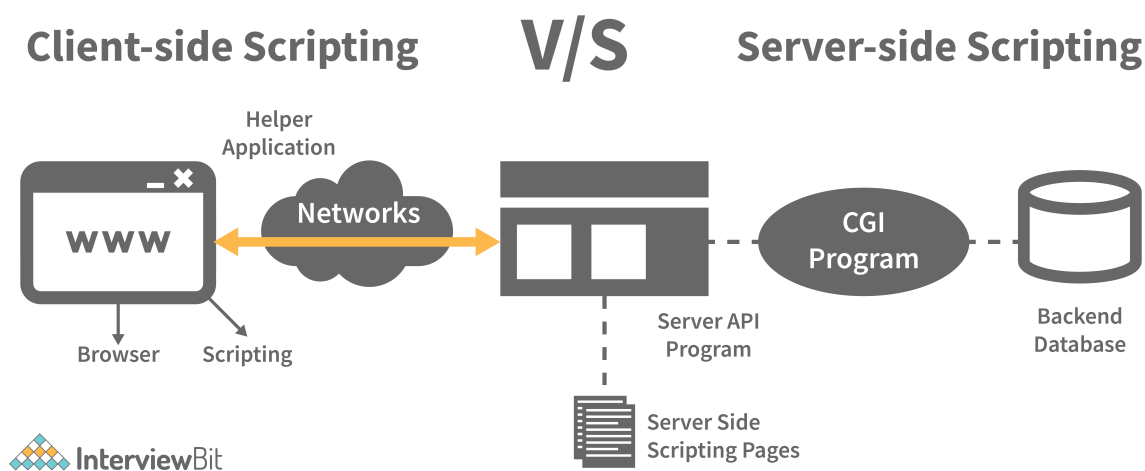 Client-side Scripting
V/S
Server-side Scripting
Helper
Application
www
Networks
Browser
Scripting
Server API
Program
CGI
Program
Backend
Database
Server Side
Scripting Pages
InterviewBit